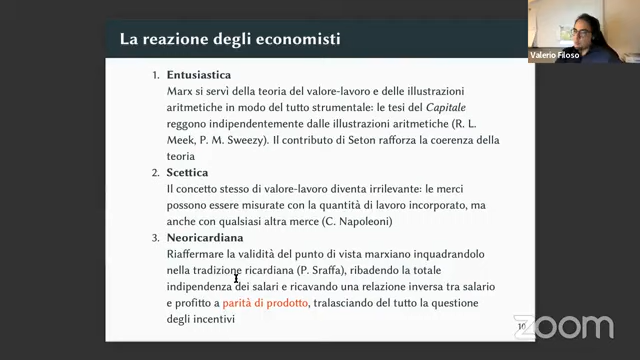 La reazione degli economisti
Valerio Filoso
1. Entusiastica
Marx si servì della teoria del valore-lavoro e delle illustrazioni
aritmetiche in modo del tutto strumentale: le tesi del Capitale
reggono indipendentemente dalle illustrazioni aritmetiche (R. L.
Meek, P. M. Sweezy). Il contributo di Seton rafforza la coerenza della
teoria
2. Scettica
Il concetto stesso di valore-lavoro diventa irrilevante: le merci
possono essere misurate con la quantità di lavoro incorporato, ma
anche con qualsiasi altra merce (C. Napoleoni)
3. Neoricardiana
Riaffermare la validità del punto di vista marxiano inquadrandolo
nella tradizione ricardiana (P. Sraffa), ribadendo la totale
indipendenza dei salari e ricavando una relazione inversa tra salario
e profitto a parità di prodotto, tralasciando del tutto la questione
degli incentivi
zoom